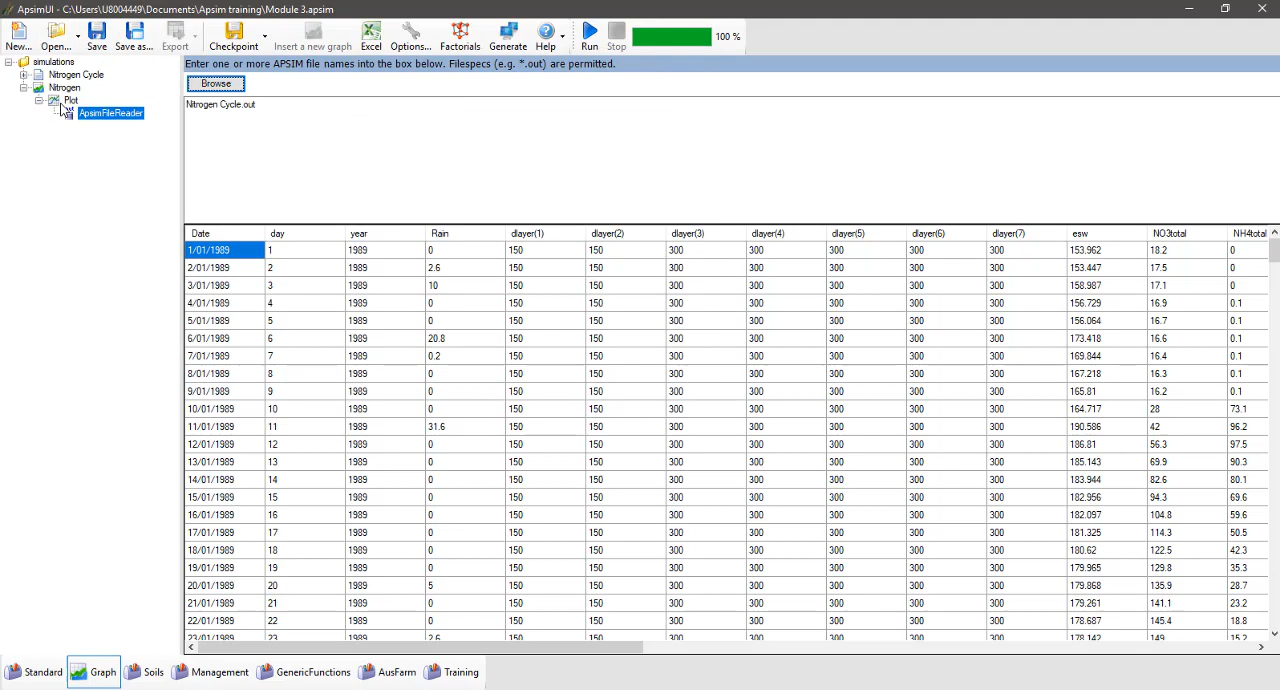 ApsimUI - C:\Users\U8004449\Documents\Apsim training\Module 3.apsim
New... Open... Save Save as... Export Checkpoint Insert a new graph Excel Options... Factorials Generate Help Run Stop 100 %
simulations
Nitrogen Cycle
Nitrogen
Plot
ApsimFileReader
Enter one or more APSIM file names into the box below. Filespecs (e.g. *.out) are permitted.
Browse
Nitrogen Cycle.out
Date day year Rain dlayer(1) dlayer(2) dlayer(3) dlayer(4) dlayer(5) dlayer(6) dlayer(7) esw NO3total NH4total
1/01/1989 1 1989 0 150 150 300 300 300 300 300 153.962 18.2 0
2/01/1989 2 1989 2.6 150 150 300 300 300 300 300 153.447 17.5 0
3/01/1989 3 1989 10 150 150 300 300 300 300 300 158.987 17.1 0
4/01/1989 4 1989 0 150 150 300 300 300 300 300 156.729 16.9 0.1
5/01/1989 5 1989 0 150 150 300 300 300 300 300 156.064 16.7 0.1
6/01/1989 6 1989 20.8 150 150 300 300 300 300 300 173.418 16.6 0.1
7/01/1989 7 1989 0.2 150 150 300 300 300 300 300 169.844 16.4 0.1
8/01/1989 8 1989 0 150 150 300 300 300 300 300 167.218 16.3 0.1
9/01/1989 9 1989 0 150 150 300 300 300 300 300 165.81 16.2 0.1
10/01/1989 10 1989 0 150 150 300 300 300 300 300 164.717 28 73.1
11/01/1989 11 1989 31.6 150 150 300 300 300 300 300 190.586 42 96.2
12/01/1989 12 1989 0 150 150 300 300 300 300 300 186.81 56.3 97.5
13/01/1989 13 1989 0 150 150 300 300 300 300 300 185.143 69.9 90.3
14/01/1989 14 1989 0 150 150 300 300 300 300 300 183.944 82.6 80.1
15/01/1989 15 1989 0 150 150 300 300 300 300 300 182.956 94.3 69.6
16/01/1989 16 1989 0 150 150 300 300 300 300 300 182.097 104.8 59.6
17/01/1989 17 1989 0 150 150 300 300 300 300 300 181.325 114.3 50.5
18/01/1989 18 1989 0 150 150 300 300 300 300 300 180.62 122.5 42.3
19/01/1989 19 1989 0 150 150 300 300 300 300 300 179.965 129.8 35.3
20/01/1989 20 1989 5 150 150 300 300 300 300 300 179.868 135.9 28.7
21/01/1989 21 1989 0 150 150 300 300 300 300 300 179.261 141.1 23.2
22/01/1989 22 1989 0 150 150 300 300 300 300 300 178.687 145.4 18.8
23/01/1989 23 1989 2.6 150 150 300 300 300 300 300 178.142 149 15.2
Standard Graph Soils Management GenericFunctions AusFarm Training